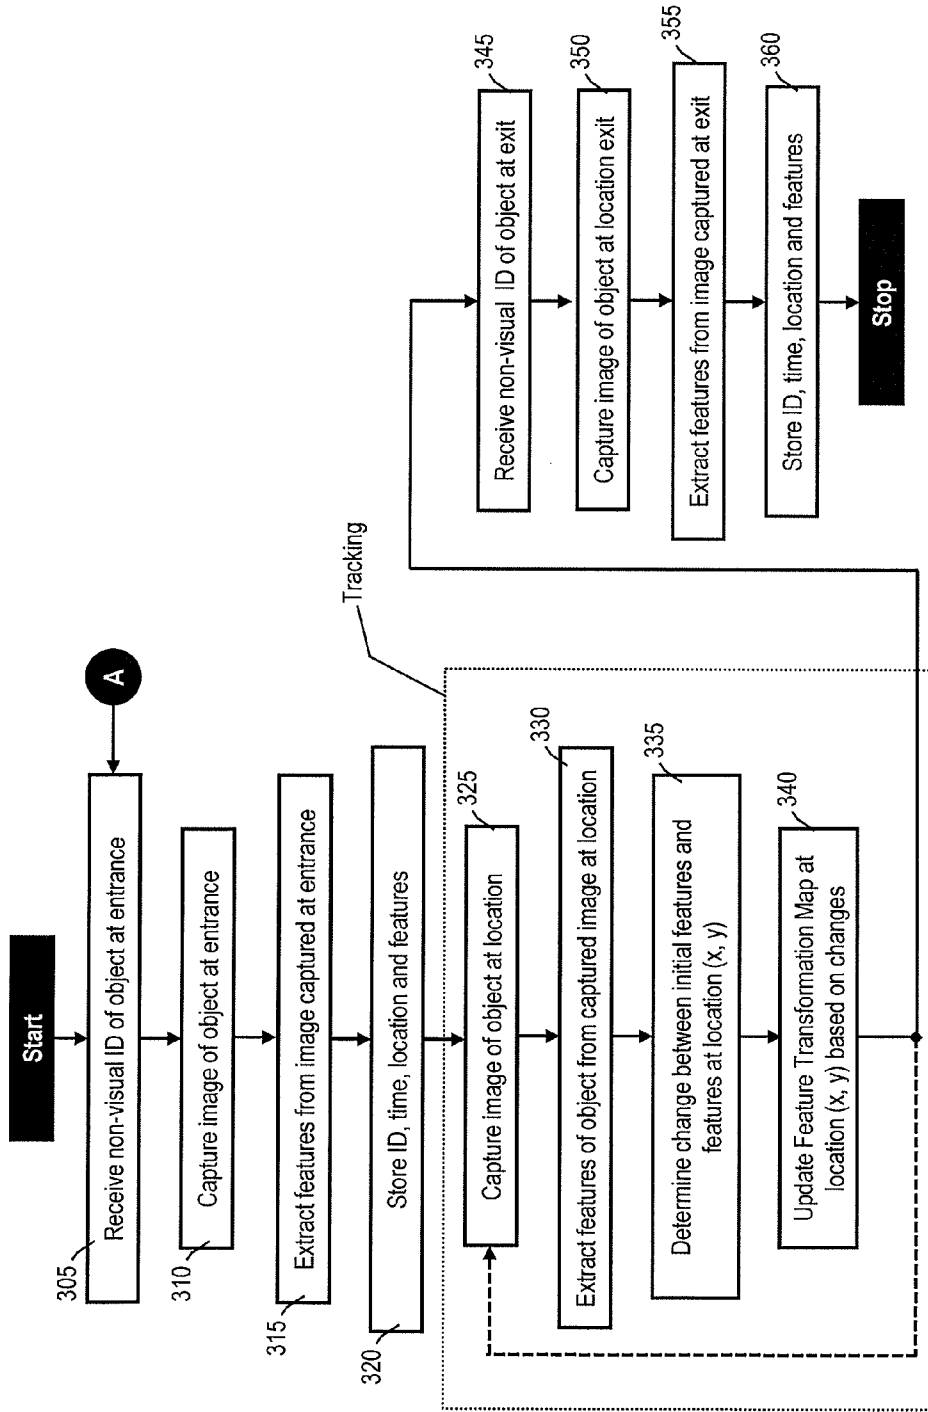 Start
A
305
Receive non-visual ID of object at entrance
310
Capture image of object at entrance
315
Extract features from image captured at entrance
320
Store ID, time, location and features
Tracking
325
Capture image of object at location
330
Extract features of object from captured image at location
335
Determine change between initial features and
features at location (x, y)
340
Update Feature Transformation Map at
location (x, y) based on changes
345
Receive non-visual ID of object at exit
350
Capture image of object at location exit
355
Extract features from image captured at exit
360
Store ID, time, location and features
Stop